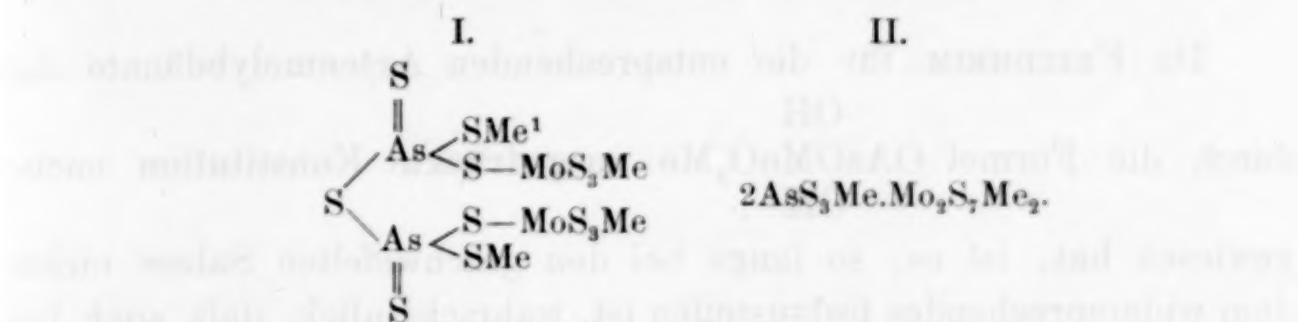 I. II.
S
‖
As < SMe¹
S—MoS₃Me
S 2AsS₃Me.Mo₂S₇Me₂.
As < S—MoS₃Me
SMe
‖
S